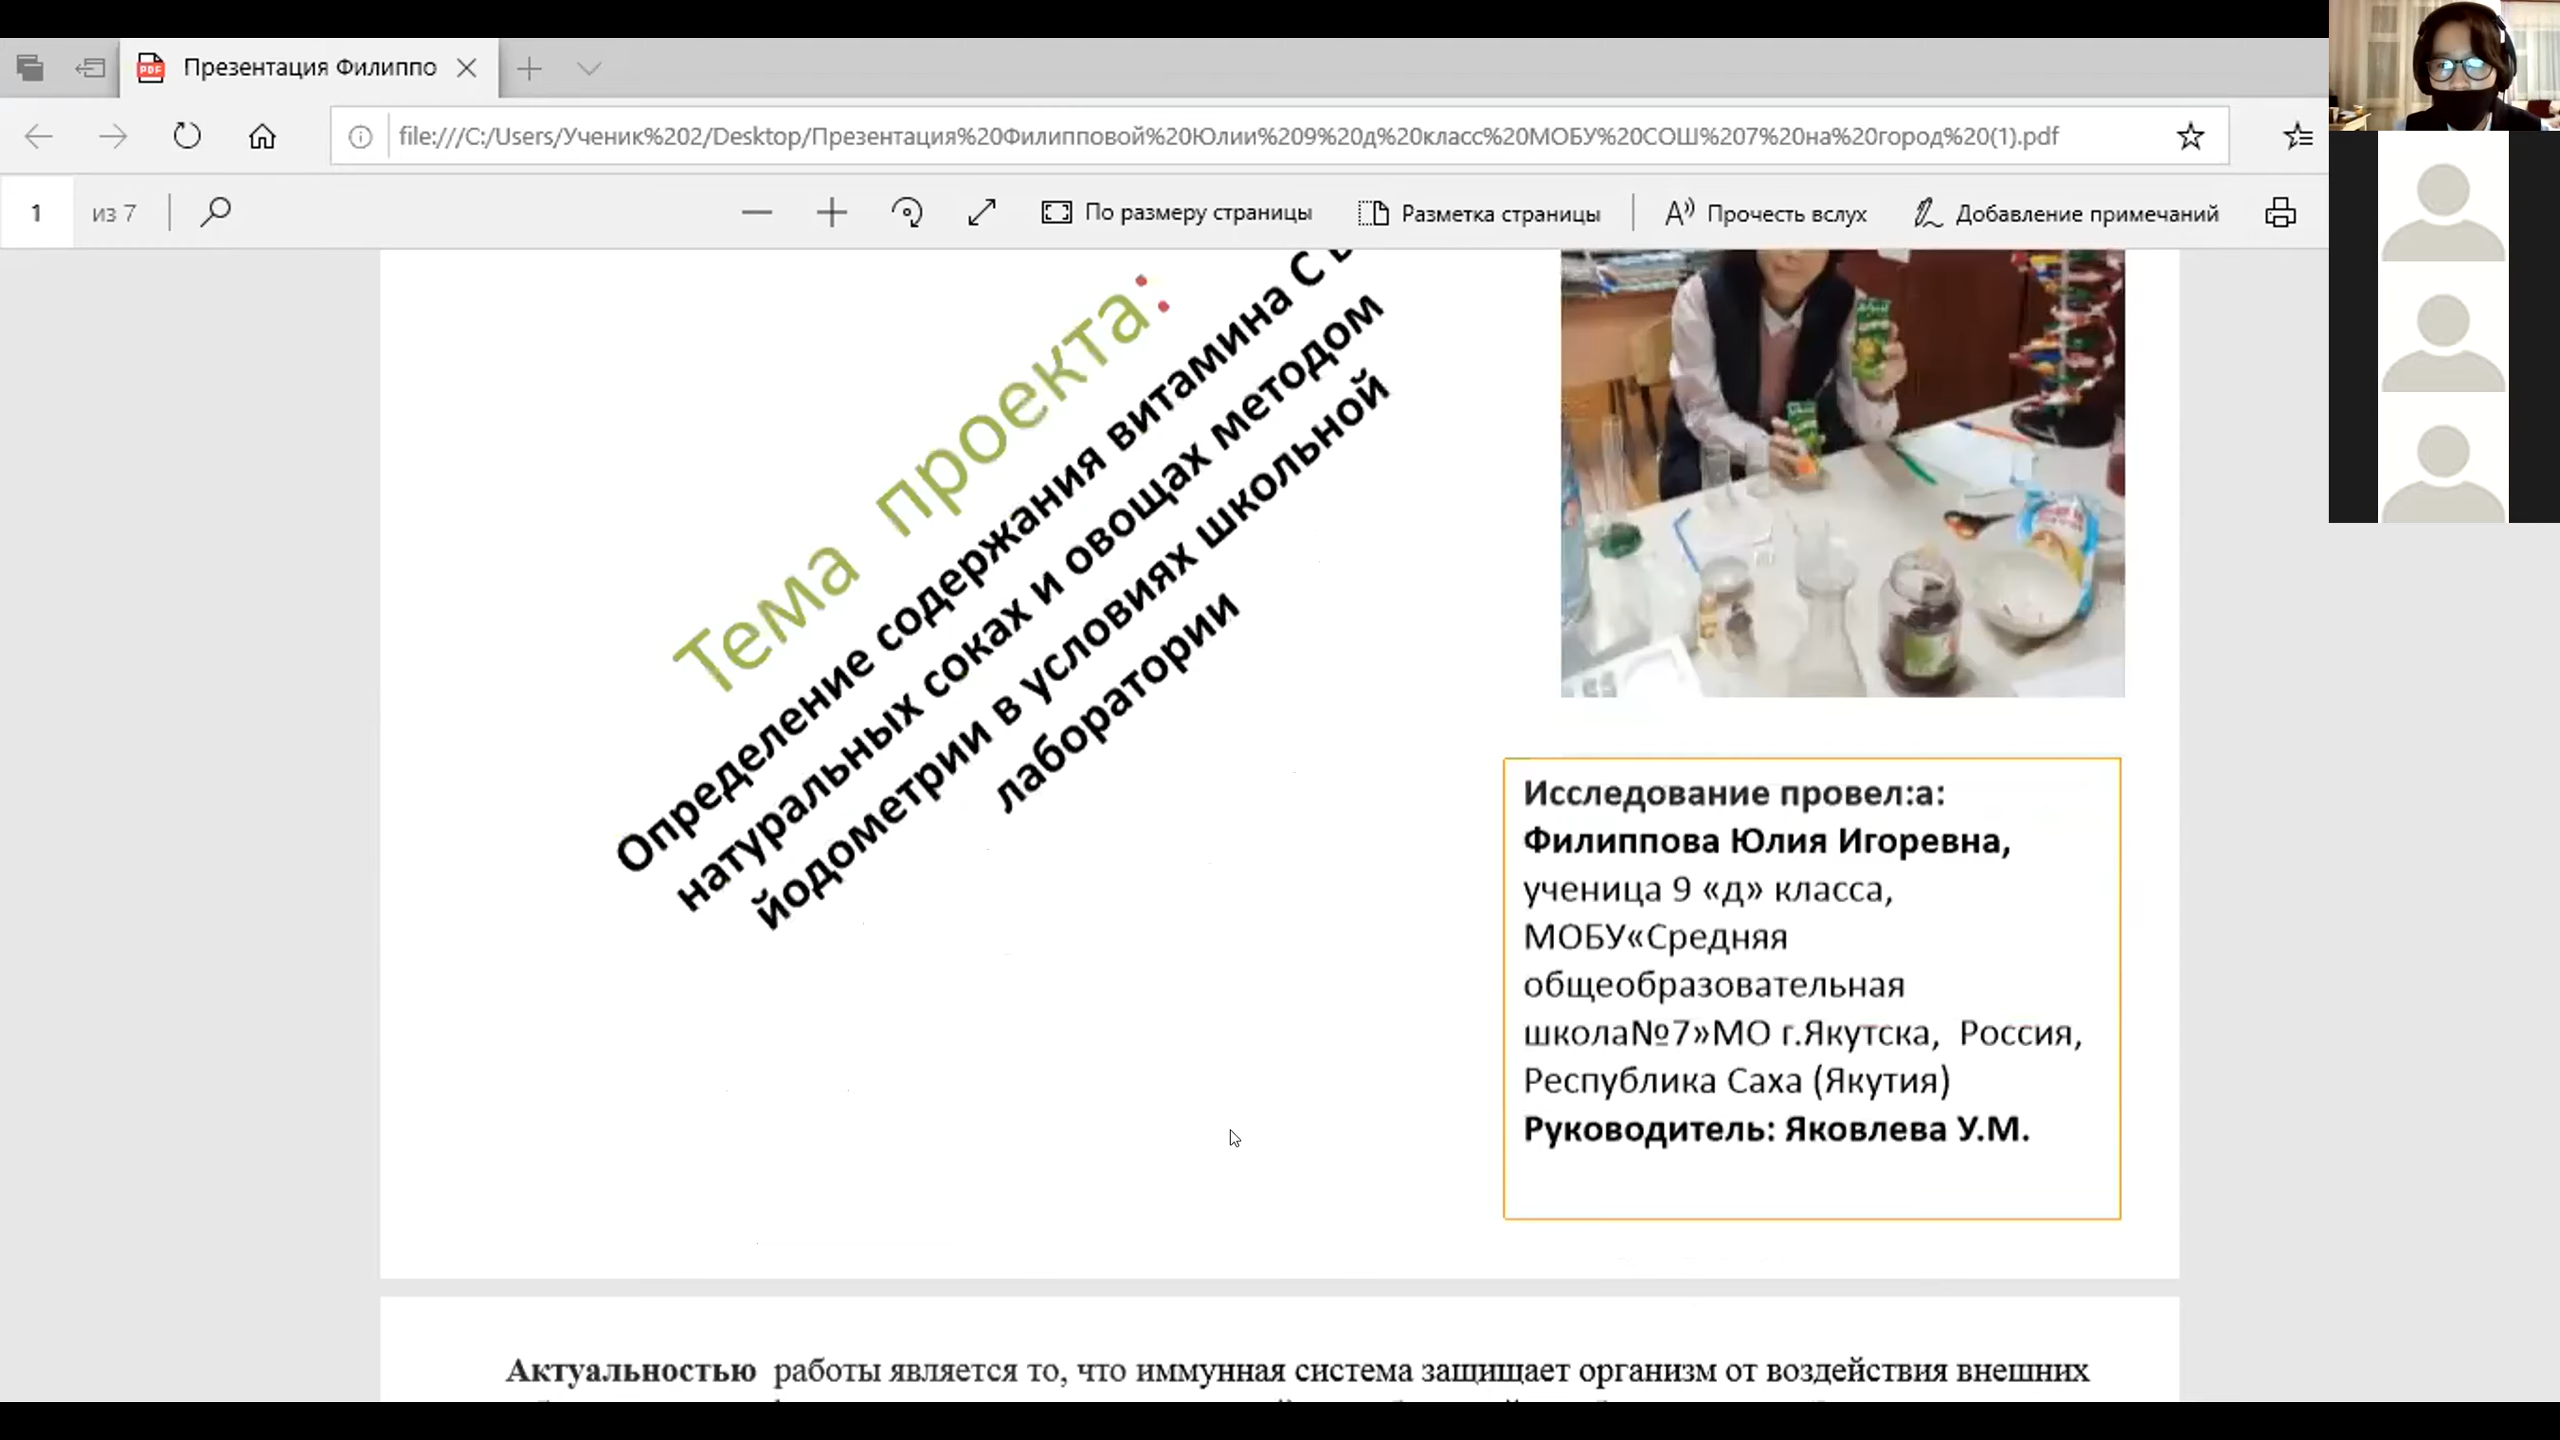 Презентация Филиппо
file:///C:/Users/Ученик%202/Desktop/Презентация%20Филипповой%20Юлии%209%20д%20класс%20МОБУ%20СОШ%207%20на%20город%20(1).pdf
1 из 7
По размеру страницы
Разметка страницы
Прочесть вслух
Добавление примечаний
Тема проекта:
Определение содержания витамина С в
натуральных соках и овощах методом
йодометрии в условиях школьной
лаборатории
Исследование провел:а:
Филиппова Юлия Игоревна,
ученица 9 «д» класса,
МОБУ«Средняя
общеобразовательная
школа№7»МО г.Якутска, Россия,
Республика Саха (Якутия)
Руководитель: Яковлева У.М.
Актуальностью работы является то, что иммунная система защищает организм от воздействия внешних